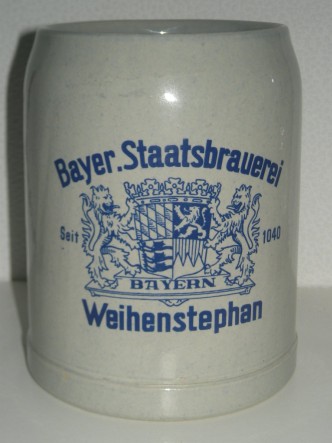 Bayer. Staatsbrauerei
Seit 1040
BAYERN
Weihenstephan